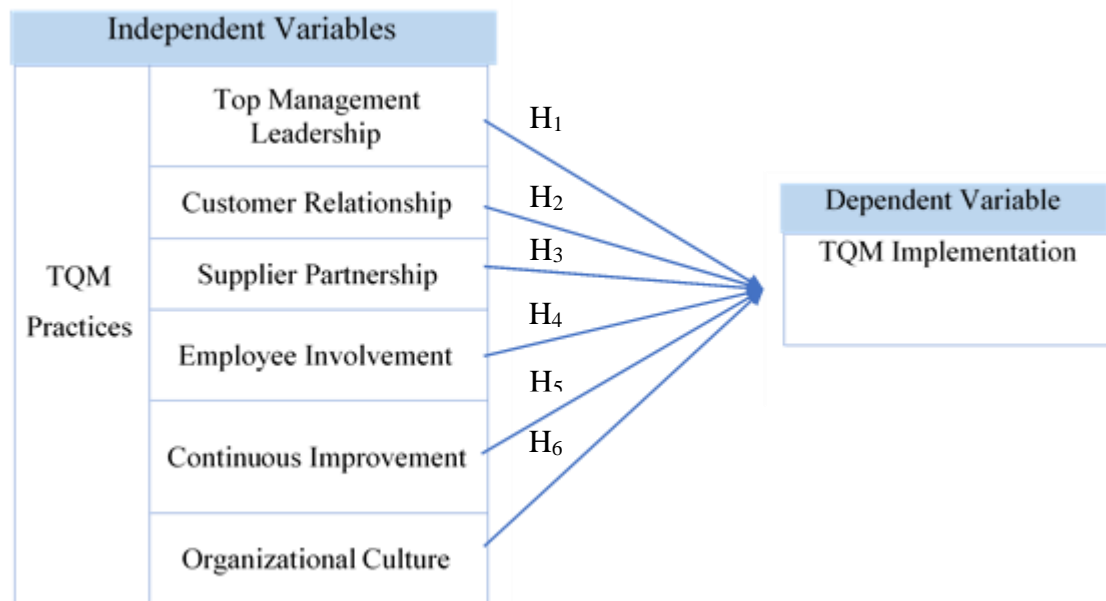 Independent Variables
TQM
Practices
Top Management
Leadership
Customer Relationship
Supplier Partnership
Employee Involvement
Continuous Improvement
Organizational Culture
H₁
H₂
H₃
H₄
H₅
H₆
Dependent Variable
TQM Implementation